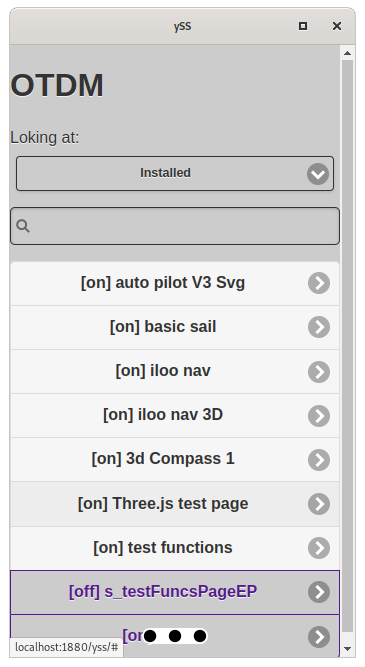 ySS
OTDM
Loking at:
Installed
[on] auto pilot V3 Svg
[on] basic sail
[on] iloo nav
[on] iloo nav 3D
[on] 3d Compass 1
[on] Three.js test page
[on] test functions
[off] s_testFuncsPageEP
localhost:1880/yss/#